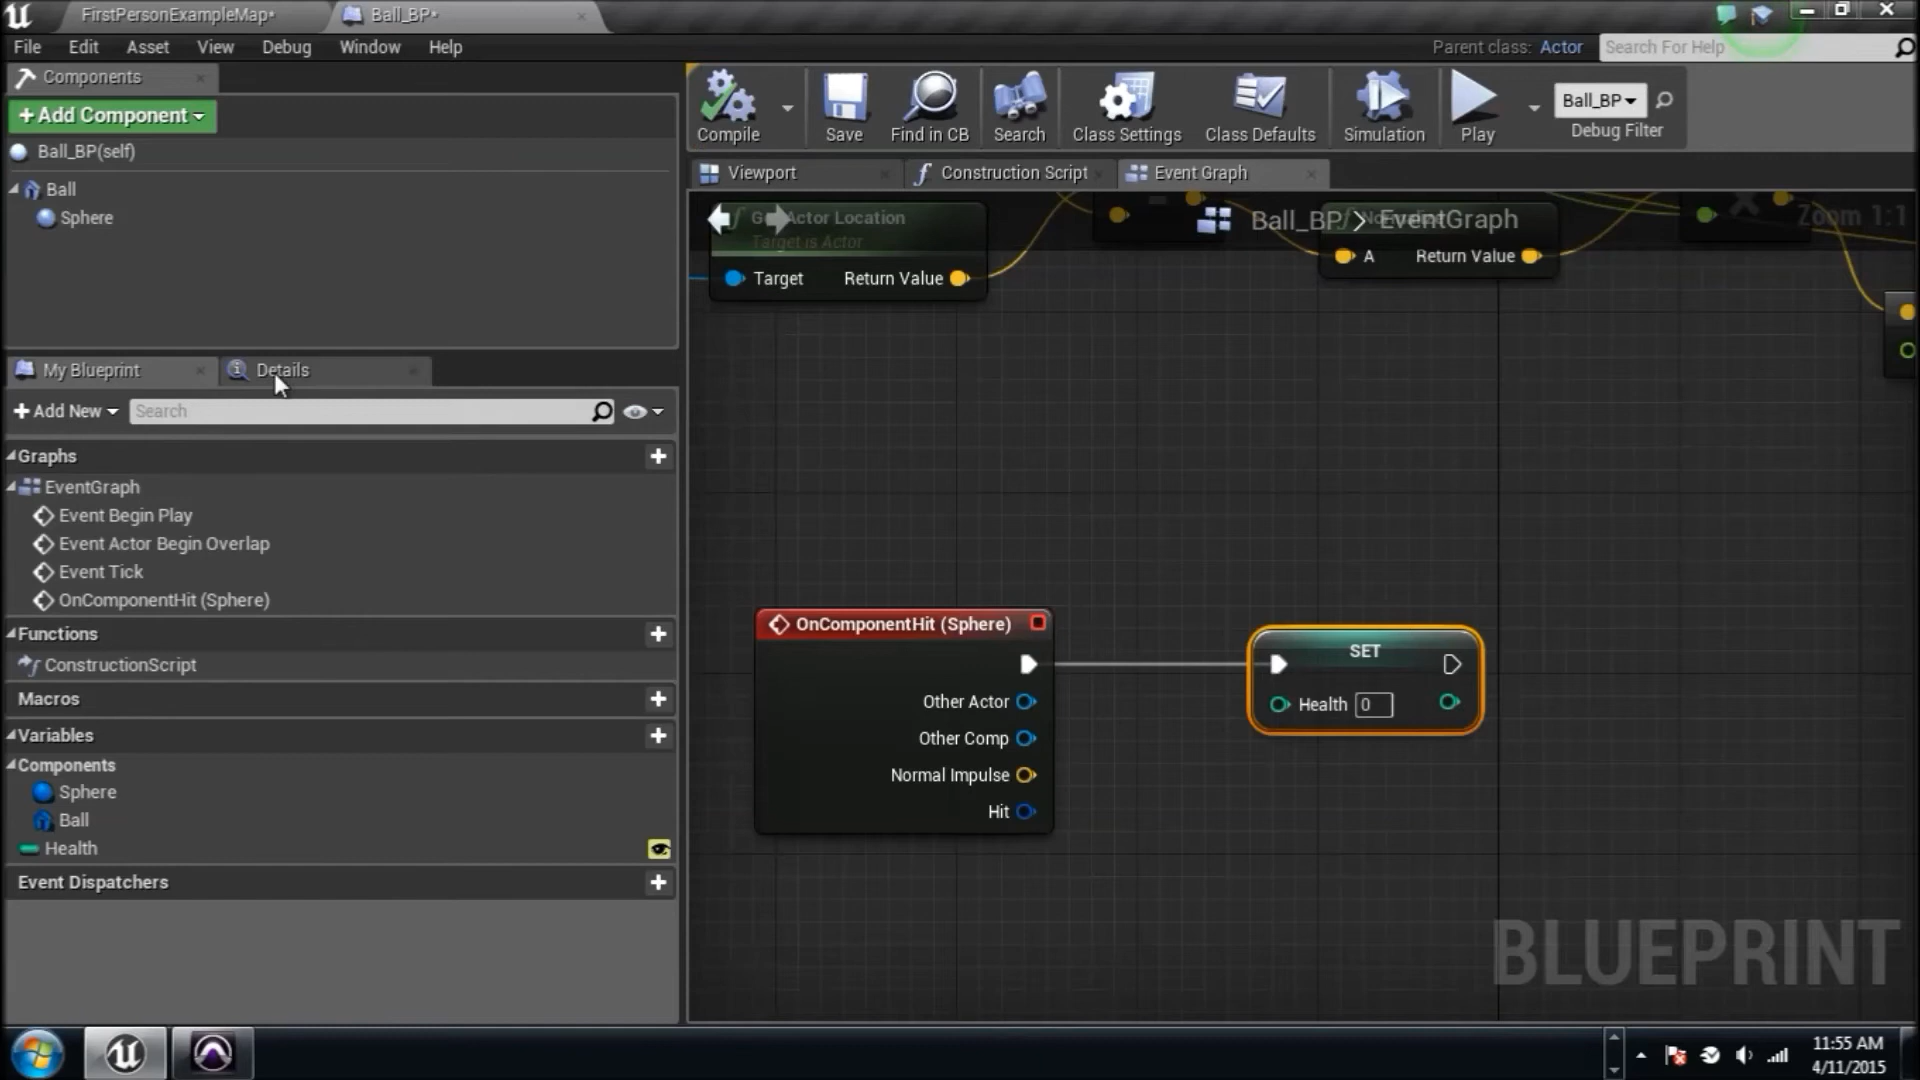 FirstPersonExampleMap*
Ball_BP*
File Edit Asset View Debug Window Help
Parent class: Actor
Search For Help
Components
+ Add Component
Ball_BP(self)
Ball
Sphere
My Blueprint
Details
+ Add New
Search
Graphs
EventGraph
Event Begin Play
Event Actor Begin Overlap
Event Tick
OnComponentHit (Sphere)
Functions
ConstructionScript
Macros
Variables
Components
Sphere
Ball
Health
Event Dispatchers
Compile
Save
Find in CB
Search
Class Settings
Class Defaults
Simulation
Play
Ball_BP
Debug Filter
Viewport
Construction Script
Event Graph
Ball_BP > EventGraph
Zoom 1:1
Actor Location
Target is Actor
Target
Return Value
A
Return Value
OnComponentHit (Sphere)
Other Actor
Other Comp
Normal Impulse
Hit
SET
Health 0
BLUEPRINT
11:55 AM
4/11/2015